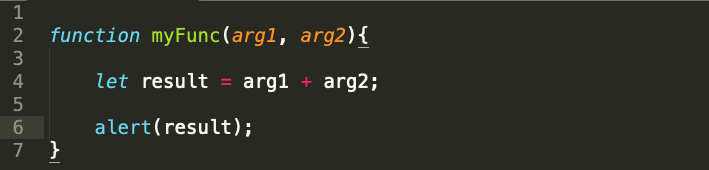 1
2 function myFunc(arg1, arg2){
3
4     let result = arg1 + arg2;
5
6     alert(result);
7 }